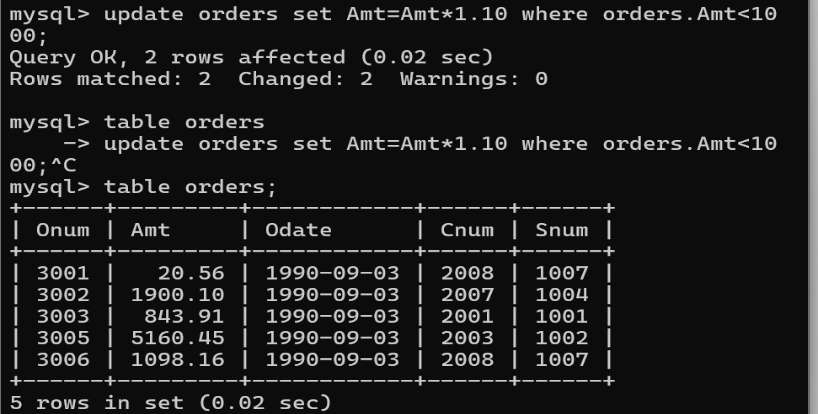 mysql> update orders set Amt=Amt*1.10 where orders.Amt<10
00;
Query OK, 2 rows affected (0.02 sec)
Rows matched: 2  Changed: 2  Warnings: 0

mysql> table orders
    -> update orders set Amt=Amt*1.10 where orders.Amt<10
00;^C
mysql> table orders;
+------+---------+------------+------+------+
| Onum | Amt     | Odate      | Cnum | Snum |
+------+---------+------------+------+------+
| 3001 |   20.56 | 1990-09-03 | 2008 | 1007 |
| 3002 | 1900.10 | 1990-09-03 | 2007 | 1004 |
| 3003 |  843.91 | 1990-09-03 | 2001 | 1001 |
| 3005 | 5160.45 | 1990-09-03 | 2003 | 1002 |
| 3006 | 1098.16 | 1990-09-03 | 2008 | 1007 |
+------+---------+------------+------+------+
5 rows in set (0.02 sec)